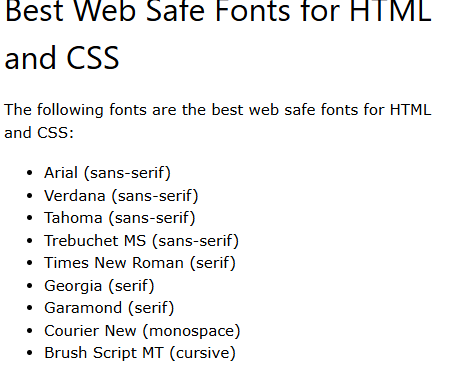 Best Web Safe Fonts for HTML
and CSS
The following fonts are the best web safe fonts for HTML
and CSS:
• Arial (sans-serif)
• Verdana (sans-serif)
• Tahoma (sans-serif)
• Trebuchet MS (sans-serif)
• Times New Roman (serif)
• Georgia (serif)
• Garamond (serif)
• Courier New (monospace)
• Brush Script MT (cursive)